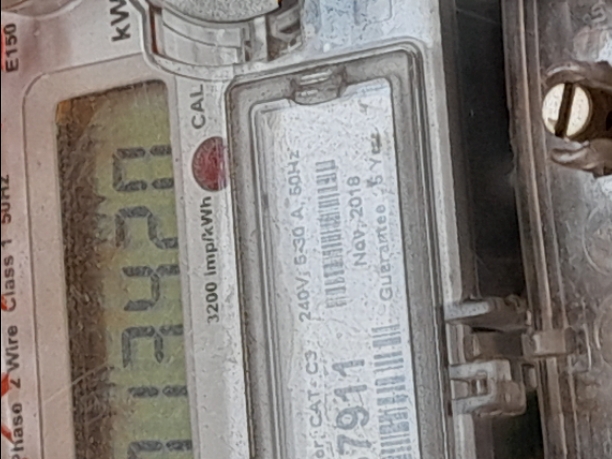 E150
Phase 2 Wire Class 1 50Hz
kW
1342
3200 imp/kWh CAL
CAT. C3 240V, 5-30 A, 50Hz
7911
Nov. 2018
Guarantee 5